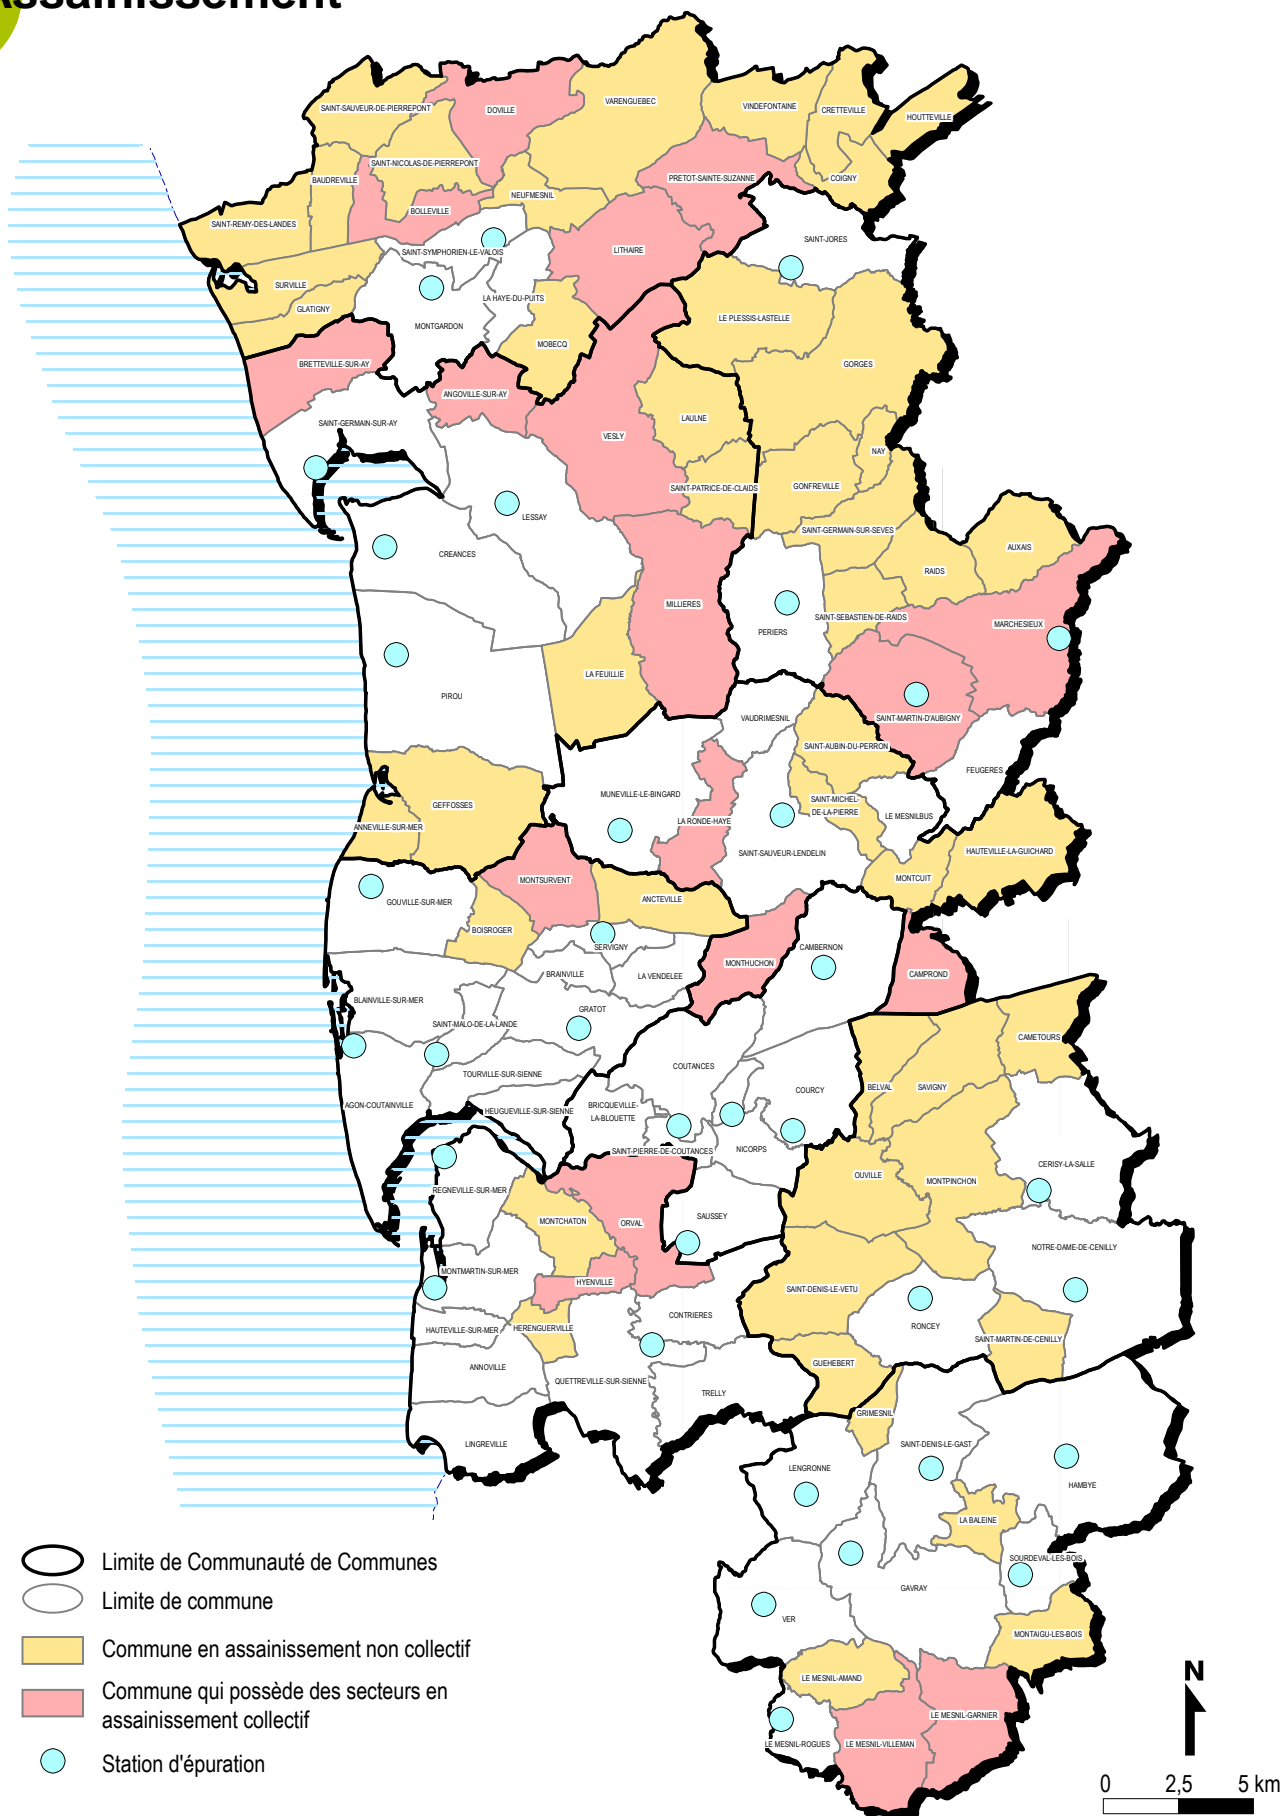 Assainissement
VARENGUEBEC
SAINT-SAUVEUR-DE-PIERREPONT
DOVILLE
VINDEFONTAINE
CRETTEVILLE
HOUTTEVILLE
SAINT-NICOLAS-DE-PIERREPONT
BAUDREVILLE
PRETOT-SAINTE-SUZANNE
COIGNY
NEUFMESNIL
BOLLEVILLE
SAINT-REMY-DES-LANDES
SAINT-JORES
SAINT-SYMPHORIEN-LE-VALOIS
LITHAIRE
SURVILLE
LA HAYE-DU-PUITS
GLATIGNY
LE PLESSIS-LASTELLE
MONTGARDON
MOBECQ
BRETTEVILLE-SUR-AY
GORGES
ANGOVILLE-SUR-AY
LAULNE
SAINT-GERMAIN-SUR-AY
VESLY
NAY
SAINT-PATRICE-DE-CLAIDS
GONFREVILLE
LESSAY
SAINT-GERMAIN-SUR-SEVES
AUXAIS
CREANCES
RAIDS
MILLIERES
SAINT-SEBASTIEN-DE-RAIDS
MARCHESIEUX
PERIERS
LA FEUILLIE
PIROU
VAUDRIMESNIL
SAINT-MARTIN-D'AUBIGNY
SAINT-AUBIN-DU-PERRON
FEUGERES
MUNEVILLE-LE-BINGARD
SAINT-MICHEL-
DE-LA-PIERRE
GEFFOSSES
LE MESNILBUS
LA RONDE-HAYE
ANNEVILLE-SUR-MER
SAINT-SAUVEUR-LENDELIN
HAUTEVILLE-LA-GUICHARD
MONTSURVENT
MONTCUIT
ANCTEVILLE
GOUVILLE-SUR-MER
BOISROGER
SERVIGNY
CAMBERNON
MONTHUCHON
BRAINVILLE
LA VENDELEE
CAMPROND
BLAINVILLE-SUR-MER
GRATOT
SAINT-MALO-DE-LA-LANDE
CAMETOURS
COUTANCES
TOURVILLE-SUR-SIENNE
BELVAL
SAVIGNY
COURCY
AGON-COUTAINVILLE
BRICQUEVILLE-
LA-BLOUETTE
HEUGUEVILLE-SUR-SIENNE
NICORPS
SAINT-PIERRE-DE-COUTANCES
CERISY-LA-SALLE
OUVILLE
MONTPINCHON
REGNEVILLE-SUR-MER
SAUSSEY
MONTCHATON
ORVAL
NOTRE-DAME-DE-CENILLY
MONTMARTIN-SUR-MER
HYENVILLE
SAINT-DENIS-LE-VETU
CONTRIERES
RONCEY
HAUTEVILLE-SUR-MER
HERENGUERVILLE
SAINT-MARTIN-DE-CENILLY
GUEHEBERT
ANNOVILLE
QUETTREVILLE-SUR-SIENNE
TRELLY
GRIMESNIL
LINGREVILLE
SAINT-DENIS-LE-GAST
LENGRONNE
HAMBYE
LA BALEINE
SOURDEVAL-LES-BOIS
GAVRAY
VER
MONTAIGU-LES-BOIS
LE MESNIL-AMAND
LE MESNIL-GARNIER
LE MESNIL-ROGUES
LE MESNIL-VILLEMAN
Limite de Communauté de Communes
Limite de commune
Commune en assainissement non collectif
Commune qui possède des secteurs en
assainissement collectif
Station d'épuration
N
0 2,5 5 km